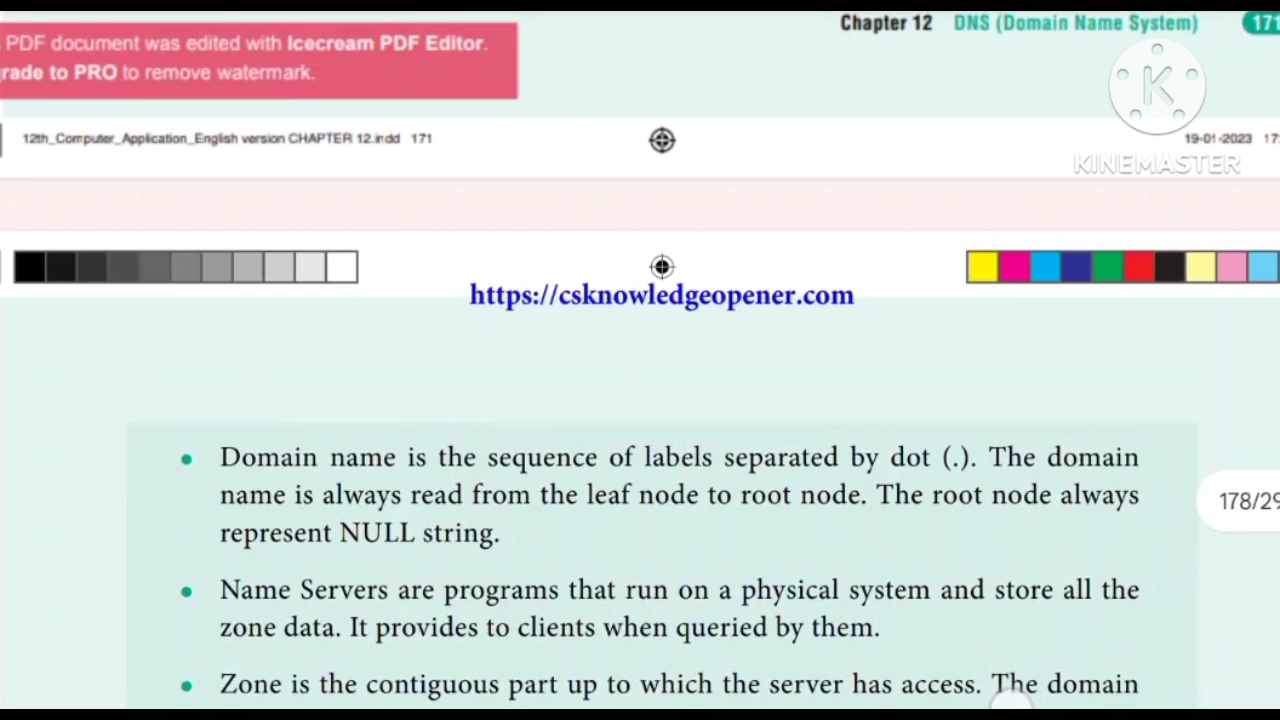 Chapter 12 DNS (Domain Name System) 171
PDF document was edited with Icecream PDF Editor.
grade to PRO to remove watermark.
K
KINEMASTER
12th_Computer_Application_English version CHAPTER 12.indd 171
19-01-2023 17:
https://csknowledgeopener.com
• Domain name is the sequence of labels separated by dot (.). The domain
name is always read from the leaf node to root node. The root node always
represent NULL string.
178/29
• Name Servers are programs that run on a physical system and store all the
zone data. It provides to clients when queried by them.
• Zone is the contiguous part up to which the server has access. The domain